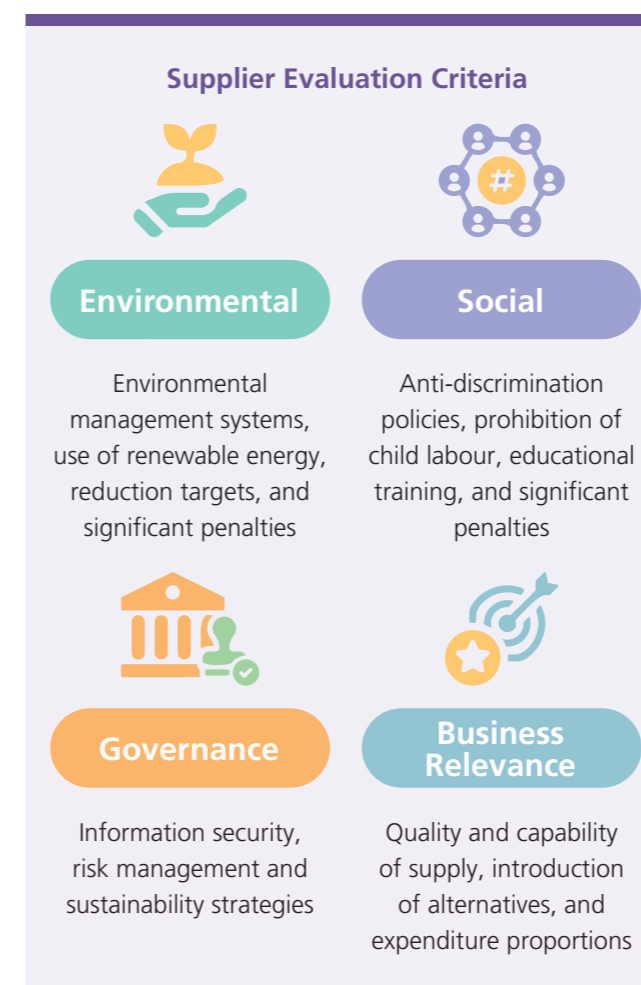 Supplier Evaluation Criteria
#
Environmental
Environmental
management systems,
use of renewable energy,
reduction targets, and
significant penalties
Social
Anti-discrimination
policies, prohibition of
child labour, educational
training, and significant
penalties
Governance
Information security,
risk management and
sustainability strategies
Business
Relevance
Quality and capability
of supply, introduction
of alternatives, and
expenditure proportions